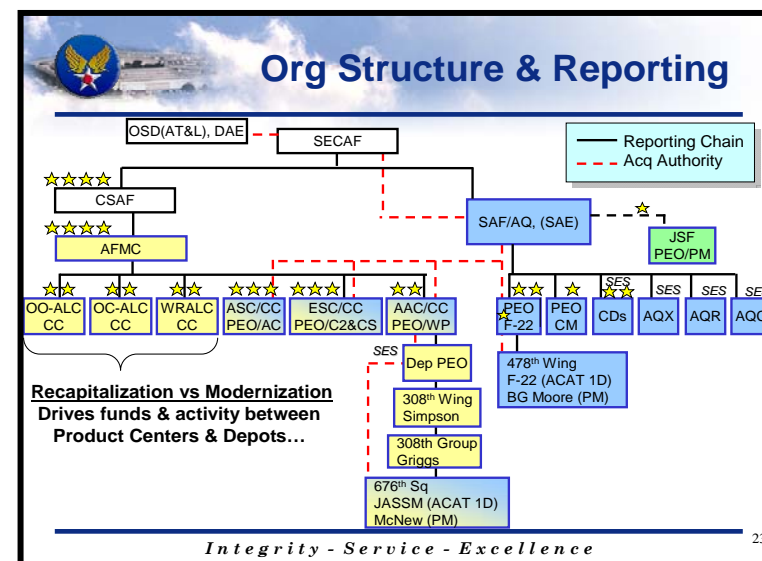 Org Structure & Reporting
OSD(AT&L), DAE
SECAF
Reporting Chain
Acq Authority
CSAF
SAF/AQ, (SAE)
AFMC
JSF
PEO/PM
OO-ALC
CC
OC-ALC
CC
WRALC
CC
ASC/CC
PEO/AC
ESC/CC
PEO/C2&CS
AAC/CC
PEO/WP
PEO
F-22
PEO
CM
SES
CDs
SES
AQX
SES
AQR
SE
AQC
SES
Dep PEO
478th Wing
F-22 (ACAT 1D)
BG Moore (PM)
Recapitalization vs Modernization
Drives funds & activity between
Product Centers & Depots…
308th Wing
Simpson
308th Group
Griggs
676th Sq
JASSM (ACAT 1D)
McNew (PM)
Integrity - Service - Excellence
23